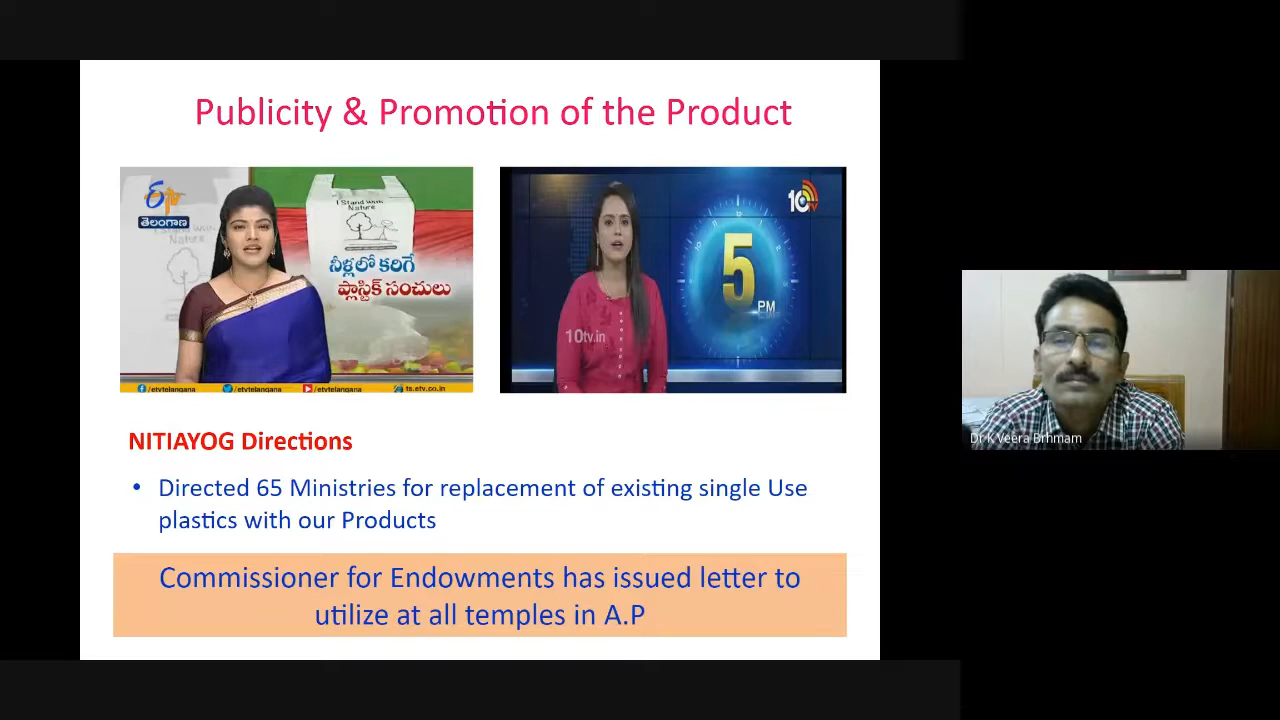 Publicity & Promotion of the Product
ETV
తెలంగాణ
I Stand with
Nature
నీళ్లలో కరిగే
ప్లాస్టిక్ సంచులు
/etvtelangana
/etvtelangana
/etvtelangana
ts.etv.co.in
10tv
5
PM
10tv.in
NITIAYOG Directions
• Directed 65 Ministries for replacement of existing single Use
plastics with our Products
Commissioner for Endowments has issued letter to
utilize at all temples in A.P
Dr K Veera Brhmam